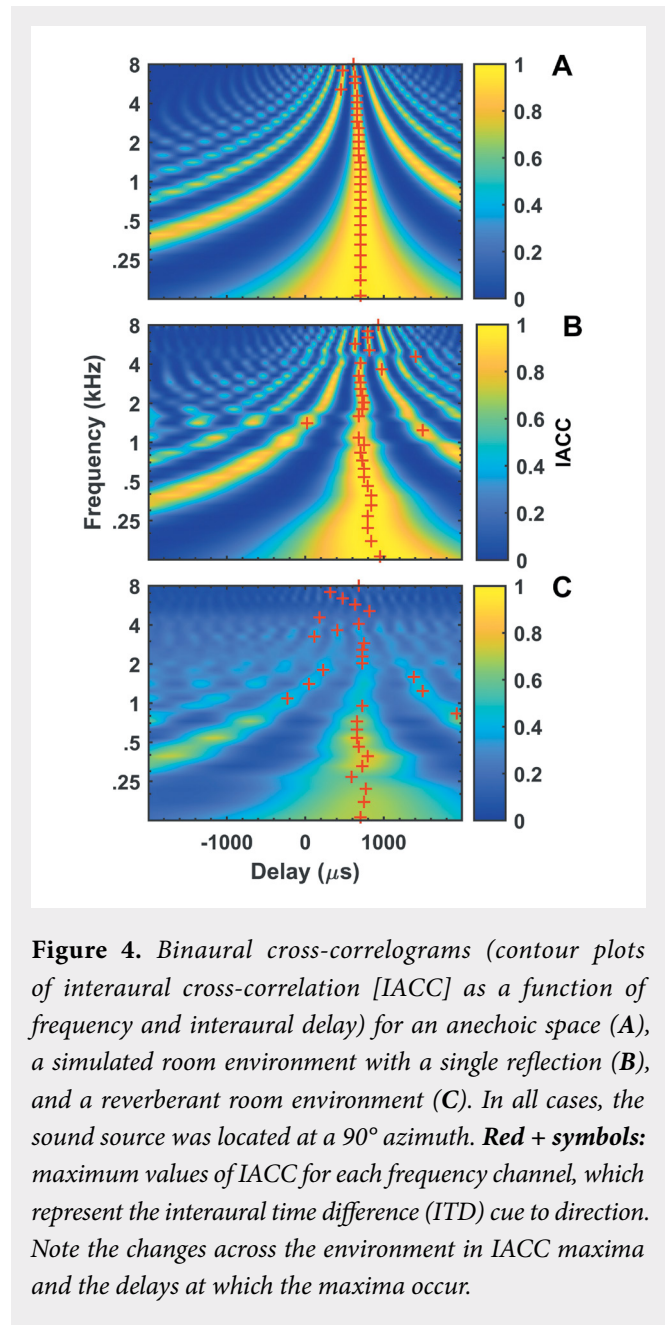 A
8
4
2
1
.5
.25
1
0.8
0.6
0.4
0.2
0
B
8
4
2
1
.5
.25
Frequency (kHz)
1
0.8
0.6
0.4
0.2
0
IACC
C
8
4
2
1
.5
.25
1
0.8
0.6
0.4
0.2
0
-1000 0 1000
Delay (μs)
Figure 4. Binaural cross-correlograms (contour plots
of interaural cross-correlation [IACC] as a function of
frequency and interaural delay) for an anechoic space (A),
a simulated room environment with a single reflection (B),
and a reverberant room environment (C). In all cases, the
sound source was located at a 90° azimuth. Red + symbols:
maximum values of IACC for each frequency channel, which
represent the interaural time difference (ITD) cue to direction.
Note the changes across the environment in IACC maxima
and the delays at which the maxima occur.